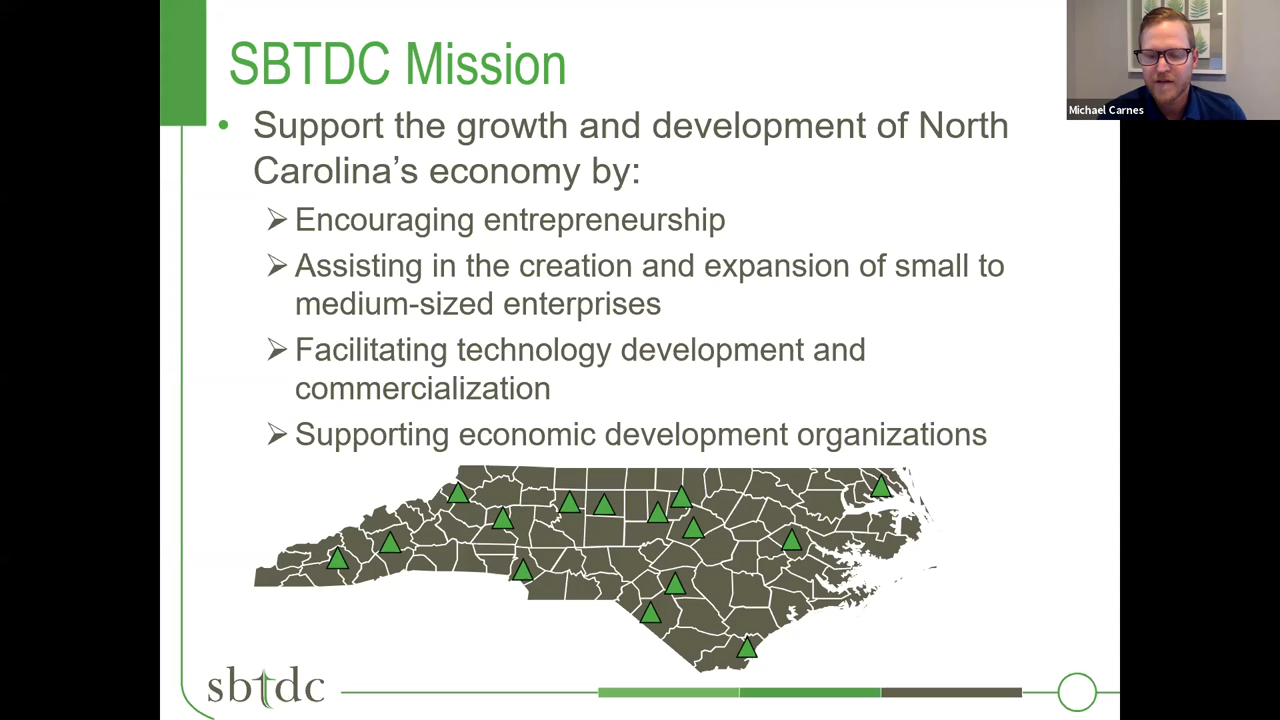 SBTDC Mission
Michael Carnes
• Support the growth and development of North
Carolina’s economy by:
➢ Encouraging entrepreneurship
➢ Assisting in the creation and expansion of small to
medium-sized enterprises
➢ Facilitating technology development and
commercialization
➢ Supporting economic development organizations
sbtdc